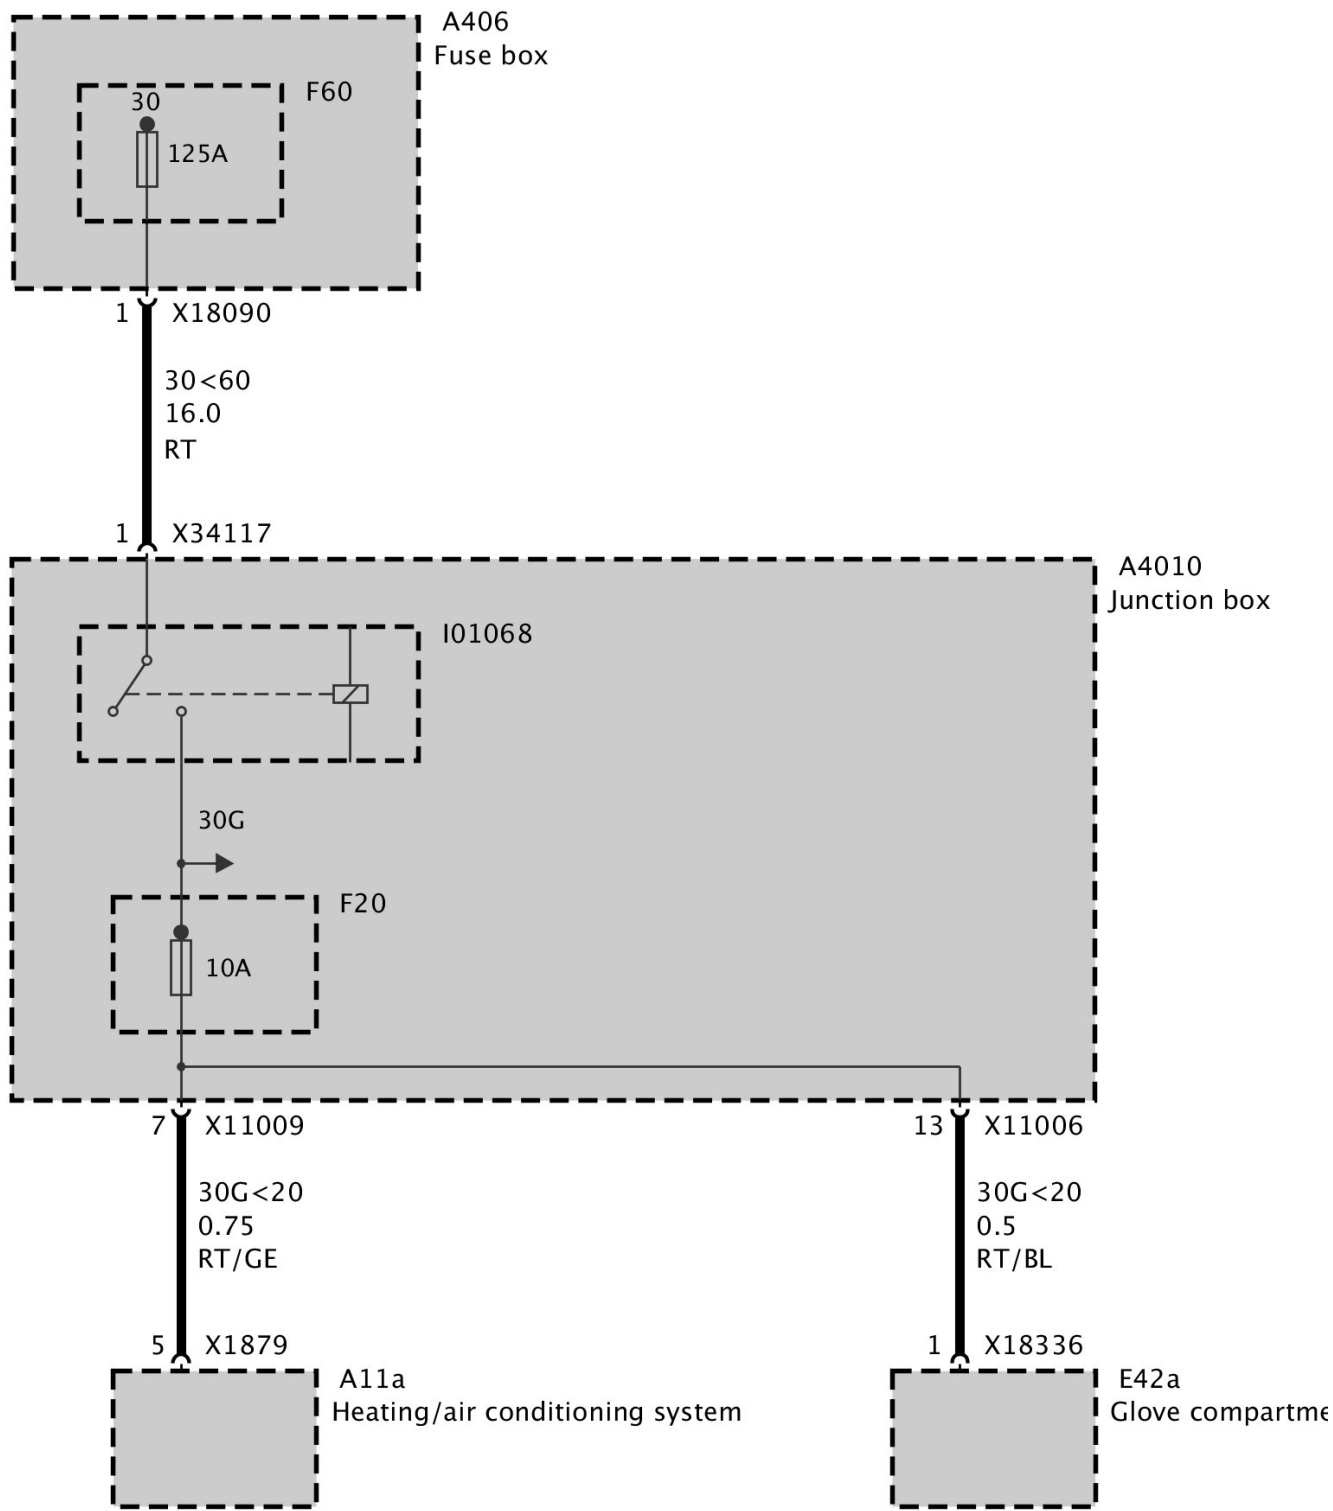 A406
Fuse box
F60
30
125A
1 X18090
30<60
16.0
RT
1 X34117
A4010
Junction box
I01068
30G
F20
10A
7 X11009
13 X11006
30G<20
0.75
RT/GE
30G<20
0.5
RT/BL
5 X1879
1 X18336
A11a
Heating/air conditioning system
E42a
Glove compartme